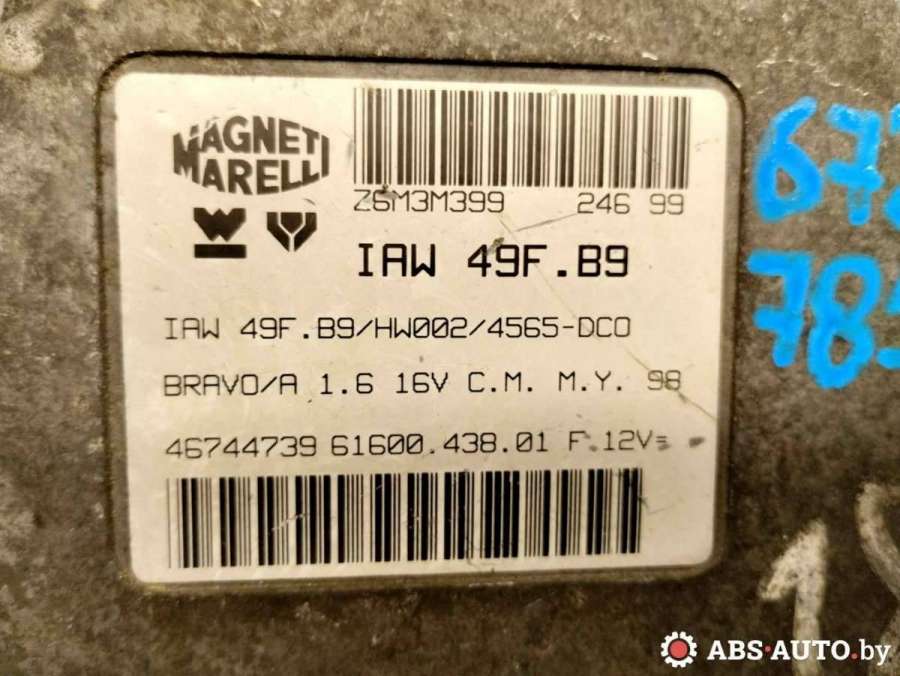 MAGNETI
MARELLI
Z6M3M399 246 99
IAW 49F.B9
IAW 49F.B9/HW002/4565-DC0
BRAVO/A 1.6 16V C.M. M.Y. 98
46744739 61600.438.01 F.12V
ABS-AUTO.by